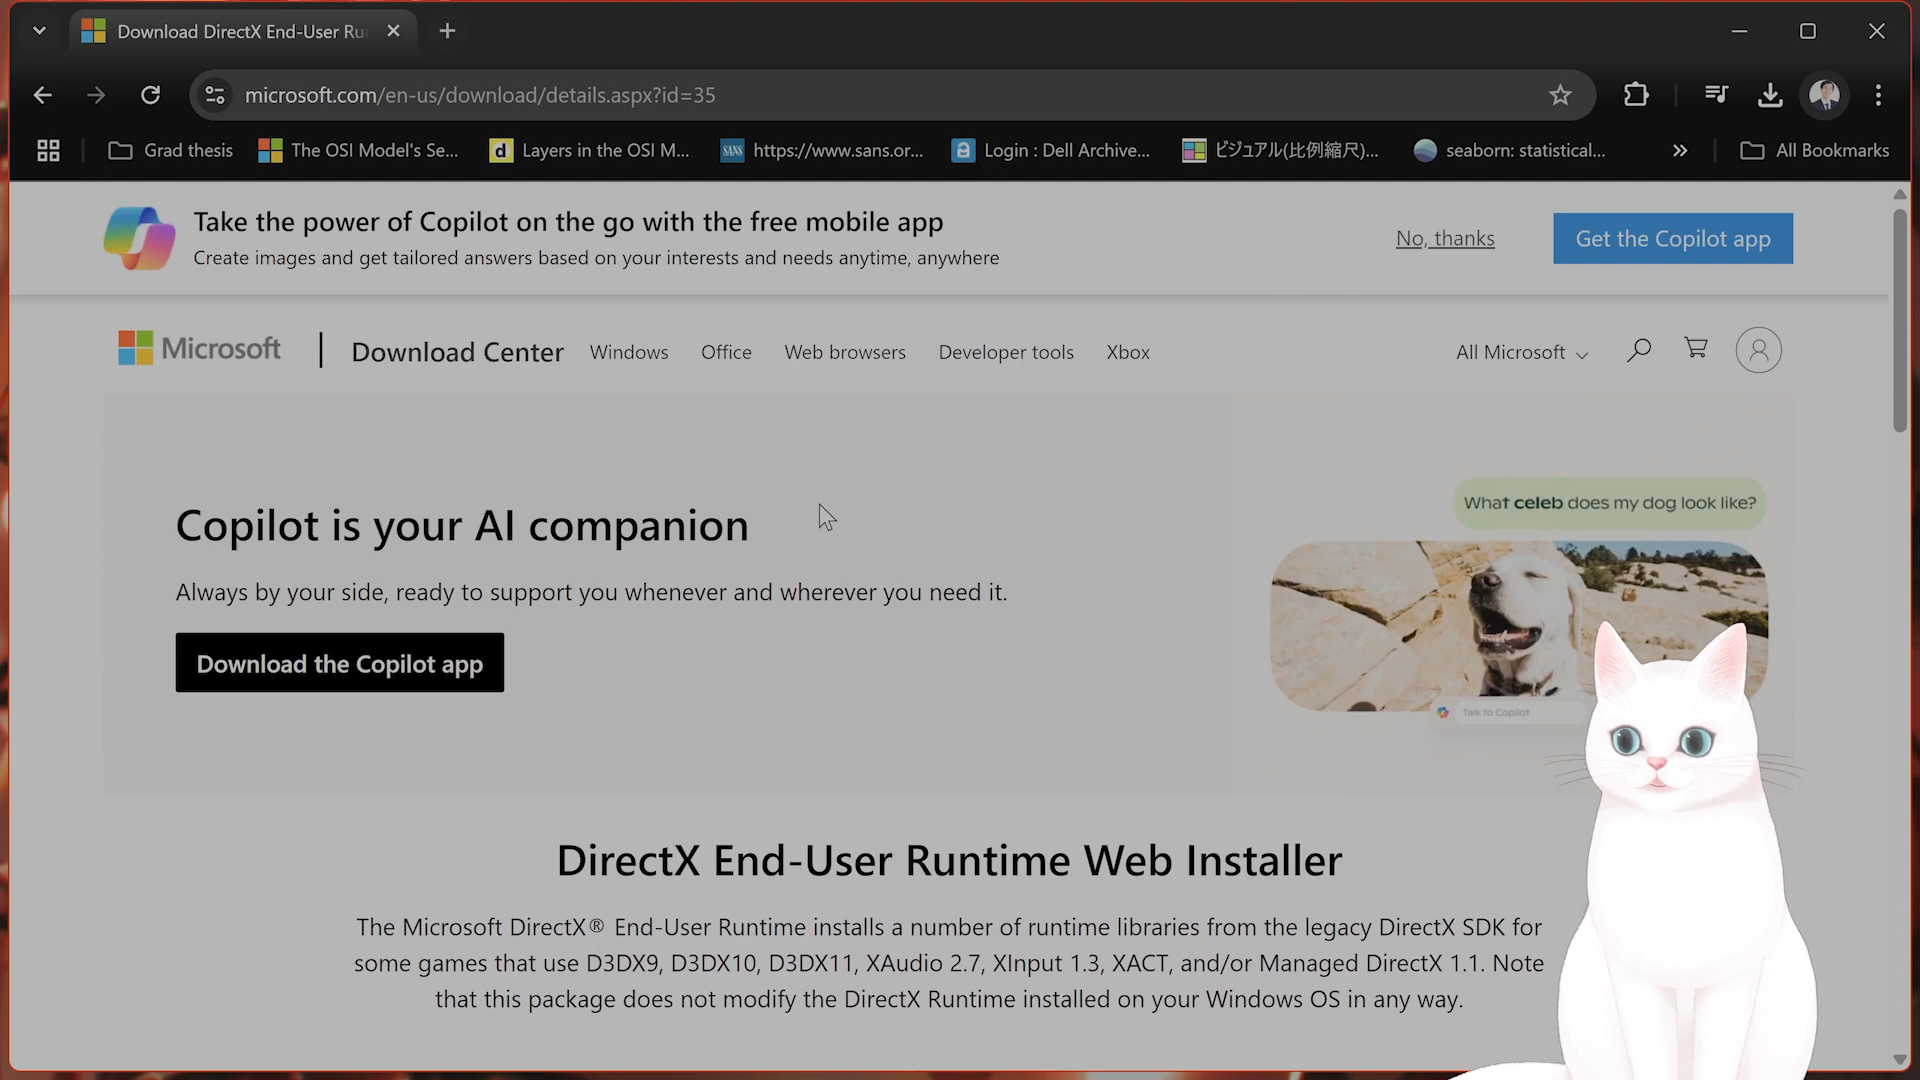 Download DirectX End-User Ru
microsoft.com/en-us/download/details.aspx?id=35
Grad thesis
The OSI Model's Se...
d
Layers in the OSI M...
SANS
https://www.sans.or...
Login : Dell Archive...
ビジュアル(比例縮尺)...
seaborn: statistical...
All Bookmarks
Take the power of Copilot on the go with the free mobile app
Create images and get tailored answers based on your interests and needs anytime, anywhere
No, thanks
Get the Copilot app
Microsoft
Download Center
Windows
Office
Web browsers
Developer tools
Xbox
All Microsoft
What celeb does my dog look like?
Copilot is your AI companion
Always by your side, ready to support you whenever and wherever you need it.
Download the Copilot app
Talk to Copilot
DirectX End-User Runtime Web Installer
The Microsoft DirectX® End-User Runtime installs a number of runtime libraries from the legacy DirectX SDK for
some games that use D3DX9, D3DX10, D3DX11, XAudio 2.7, XInput 1.3, XACT, and/or Managed DirectX 1.1. Note
that this package does not modify the DirectX Runtime installed on your Windows OS in any way.